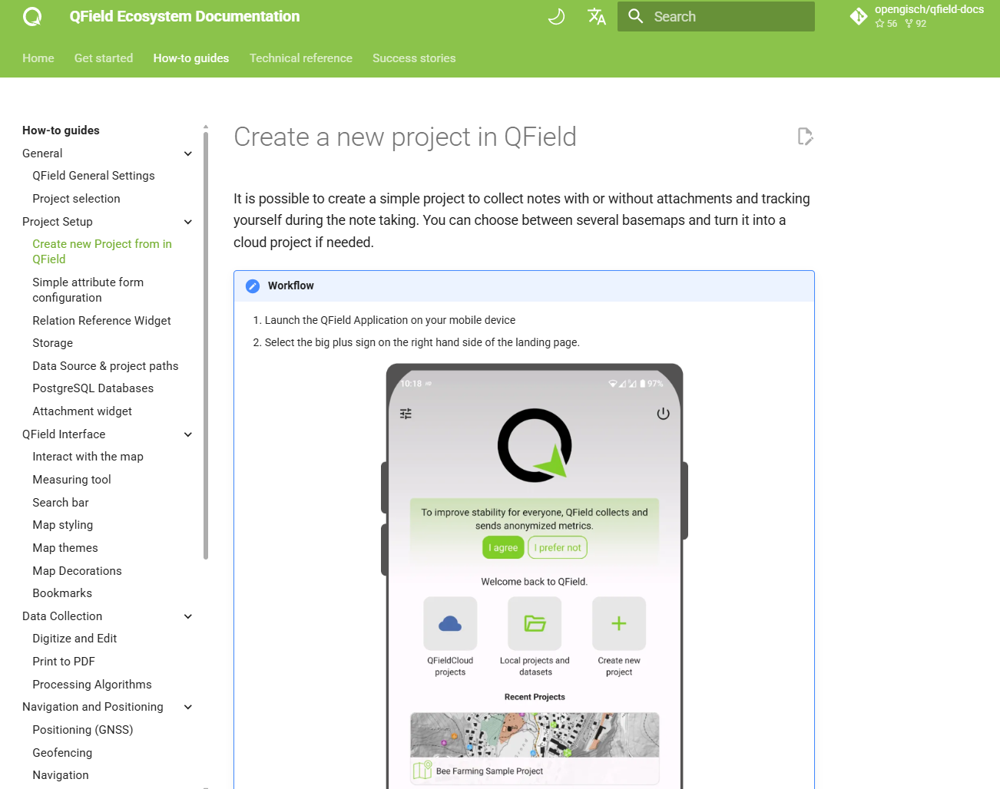 QField Ecosystem Documentation
Search
opengisch/qfield-docs
56 92
Home Get started How-to guides Technical reference Success stories
How-to guides
General
QField General Settings
Project selection
Project Setup
Create new Project from in
QField
Simple attribute form
configuration
Relation Reference Widget
Storage
Data Source & project paths
PostgreSQL Databases
Attachment widget
QField Interface
Interact with the map
Measuring tool
Search bar
Map styling
Map themes
Map Decorations
Bookmarks
Data Collection
Digitize and Edit
Print to PDF
Processing Algorithms
Navigation and Positioning
Positioning (GNSS)
Geofencing
Navigation
Create a new project in QField
It is possible to create a simple project to collect notes with or without attachments and tracking
yourself during the note taking. You can choose between several basemaps and turn it into a
cloud project if needed.
Workflow
1. Launch the QField Application on your mobile device
2. Select the big plus sign on the right hand side of the landing page.
10:18 97%
To improve stability for everyone, QField collects and
sends anonymized metrics.
I agree I prefer not
Welcome back to QField.
QFieldCloud
projects
Local projects and
datasets
Create new
project
Recent Projects
Bee Farming Sample Project